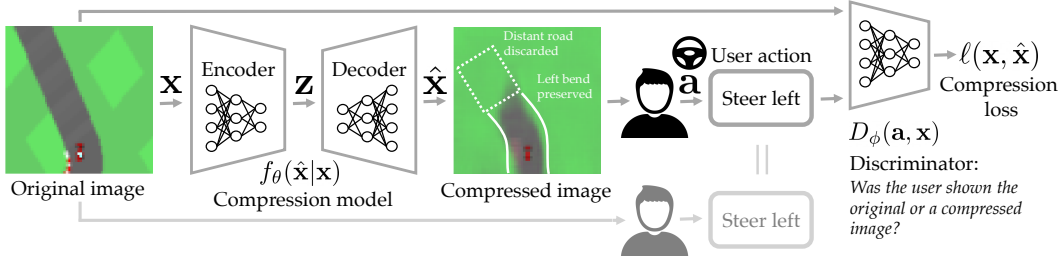 Original image
x
Encoder
z
Decoder
x̂
f_θ(x̂|x)
Compression model
Distant road
discarded
Left bend
preserved
Compressed image
a
User action
Steer left
Steer left
ℓ(x, x̂)
Compression
loss
D_ϕ(a, x)
Discriminator:
Was the user shown the
original or a compressed
image?